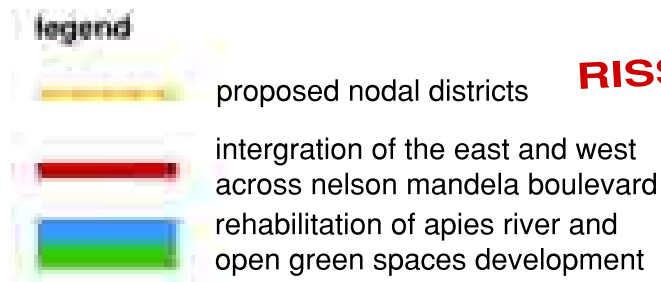 legend
proposed nodal districts
RISS
intergration of the east and west
across nelson mandela boulevard
rehabilitation of apies river and
open green spaces development